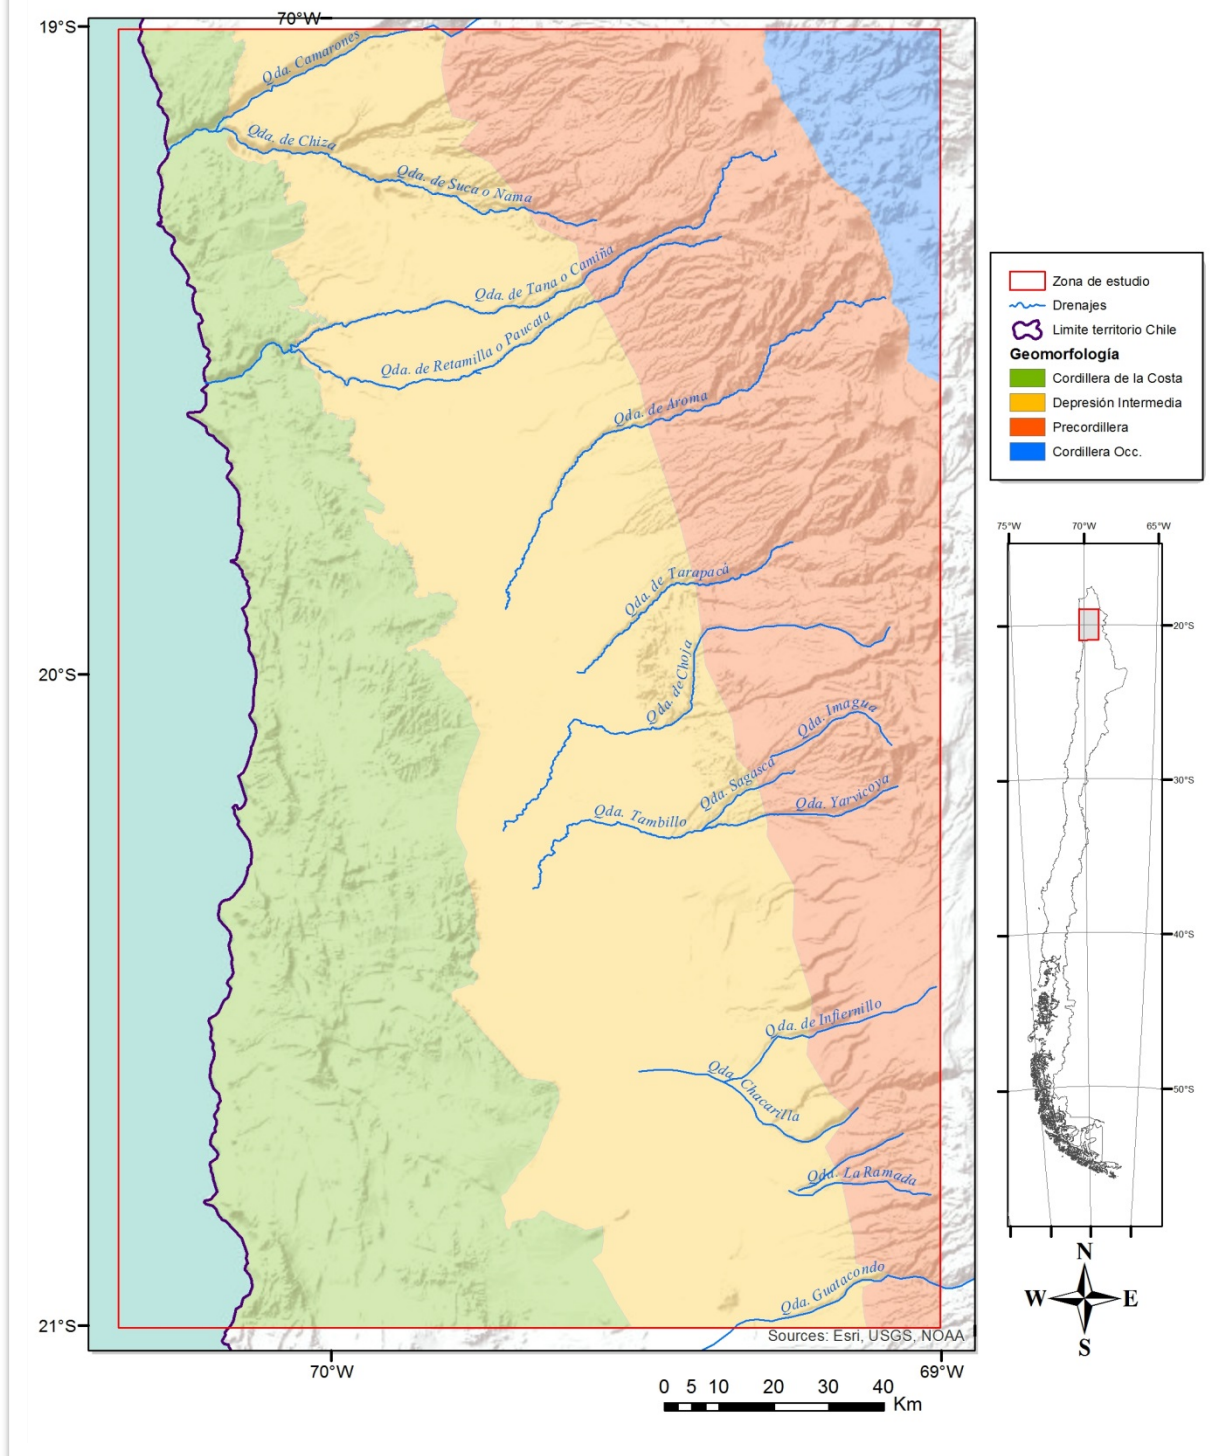 70°W
19°S
Qda. Camarones
Qda. de Chiza
Qda. de Suca o Nama
Qda. de Tana o Camiña
Qda. de Retamilla o Paucata
Qda. de Aroma
Qda. de Tarapacá
Qda. de Choja
20°S
Qda. Imagua
Qda. Sagasca
Qda. Yarvicoya
Qda. Tambillo
Qda. de Infiernillo
Qda. Chacarilla
Qda. La Ramada
Qda. Guatacondo
21°S
Sources: Esri, USGS, NOAA
70°W
69°W
0 5 10 20 30 40
Km
Zona de estudio
Drenajes
Limite territorio Chile
Geomorfología
Cordillera de la Costa
Depresión Intermedia
Precordillera
Cordillera Occ.
75°W 70°W 65°W
20°S
30°S
40°S
50°S
N
W E
S